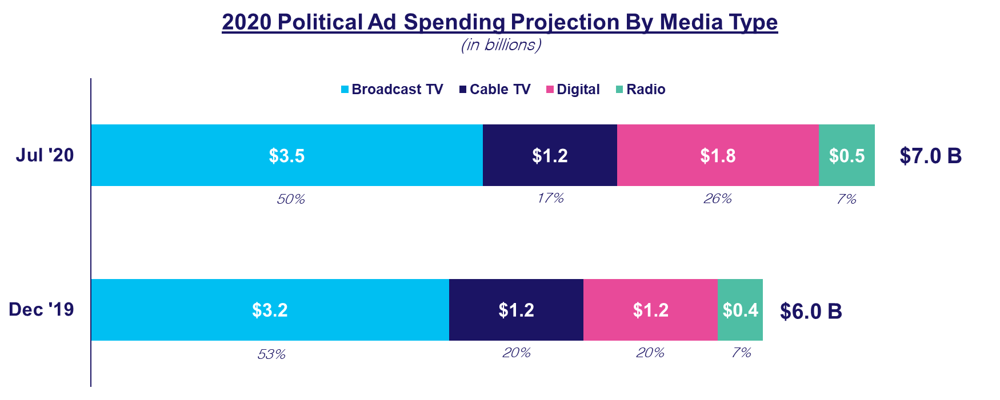 2020 Political Ad Spending Projection By Media Type
(in billions)
Broadcast TV Cable TV Digital Radio
Jul '20 $3.5 $1.2 $1.8 $0.5 $7.0 B
50% 17% 26% 7%
Dec '19 $3.2 $1.2 $1.2 $0.4 $6.0 B
53% 20% 20% 7%